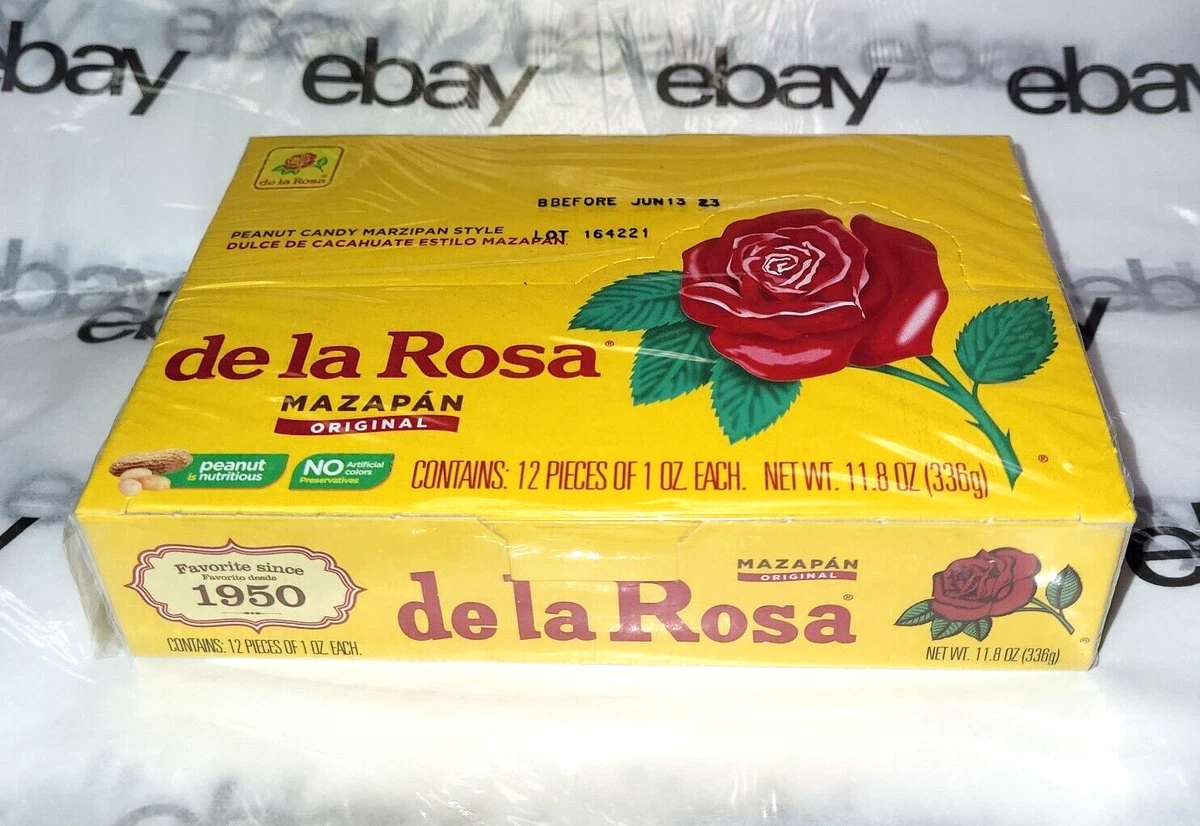 ebay ebay ebay ebay
de la Rosa®
BBEFORE JUN13 23
LOT 164221
PEANUT CANDY MARZIPAN STYLE
DULCE DE CACAHUATE ESTILO MAZAPÁN.
de la Rosa®
MAZAPÁN
ORIGINAL
peanut
is nutritious
NO Artificial
colors
Preservatives
CONTAINS: 12 PIECES OF 1 OZ. EACH. NET WT. 11.8 OZ (336g)
®
Favorite since
Favorito desde
1950
CONTAINS: 12 PIECES OF 1 OZ. EACH.
de la Rosa®
MAZAPÁN
ORIGINAL
NET WT. 11.8 OZ (336g)
®